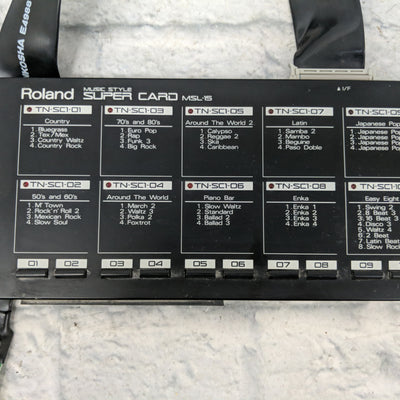 KOSHA E4988
▲I/F
Roland MUSIC STYLE SUPER CARD MSL-15
TN-SC1-01
Country
1. Bluegrass
2. Tex/Mex
3. Country Waltz
4. Country Rock
TN-SC1-03
70's and 80's
1. Euro Pop
2. Rap
3. Funk 3
4. Big Rock
TN-SC1-05
Around The World 2
1. Calypso
2. Reggae 2
3. Ska
4. Caribbean
TN-SC1-07
Latin
1. Samba 2
2. Mambo
3. Beguine
4. Paso Doble
TN-SC1-09
Japanese Pop
1. Japanese Pop
2. Japanese Pop
3. Japanese Pop
4. Japanese Pop
TN-SC1-02
50's and 60's
1. M' Town
2. Rock'n' Roll 2
3. Mexican Rock
4. Slow Soul
TN-SC1-04
Around The World
1. March 2
2. Waltz 3
3. Polka 2
4. Foxtrot
TN-SC1-06
Piano Bar
1. Slow Waltz
2. Standard
3. Ballad 2
4. Ballad 3
TN-SC1-08
Enka
1. Enka 1
2. Enka 2
3. Enka 3
4. Enka 4
TN-SC1-10
Easy Eight
1. Swing 2
2. 8 Beat 3
3. 16 Beat 3
4. Disco 3
5. Waltz 4
6. 2 Beat
7. Latin Beat
8. Slow Rock
01 02 03 04 05 06 07 08 09